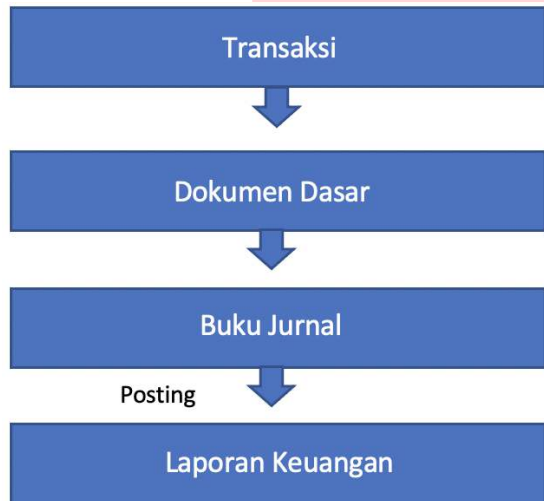 Transaksi
Dokumen Dasar
Buku Jurnal
Posting
Laporan Keuangan